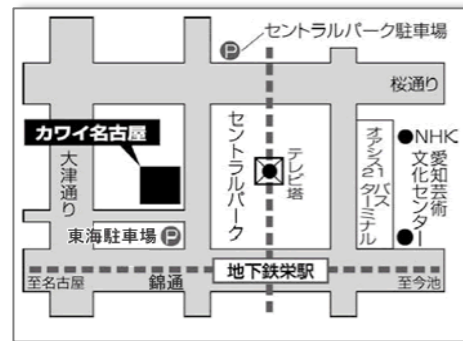 セントラルパーク駐車場
P
桜通り
カワイ名古屋
大津通り
セントラルパーク
テレビ塔
オアシス21
バスターミナル
NHK
愛知芸術
文化センター
東海駐車場 P
地下鉄栄駅
至名古屋
錦通
至今池